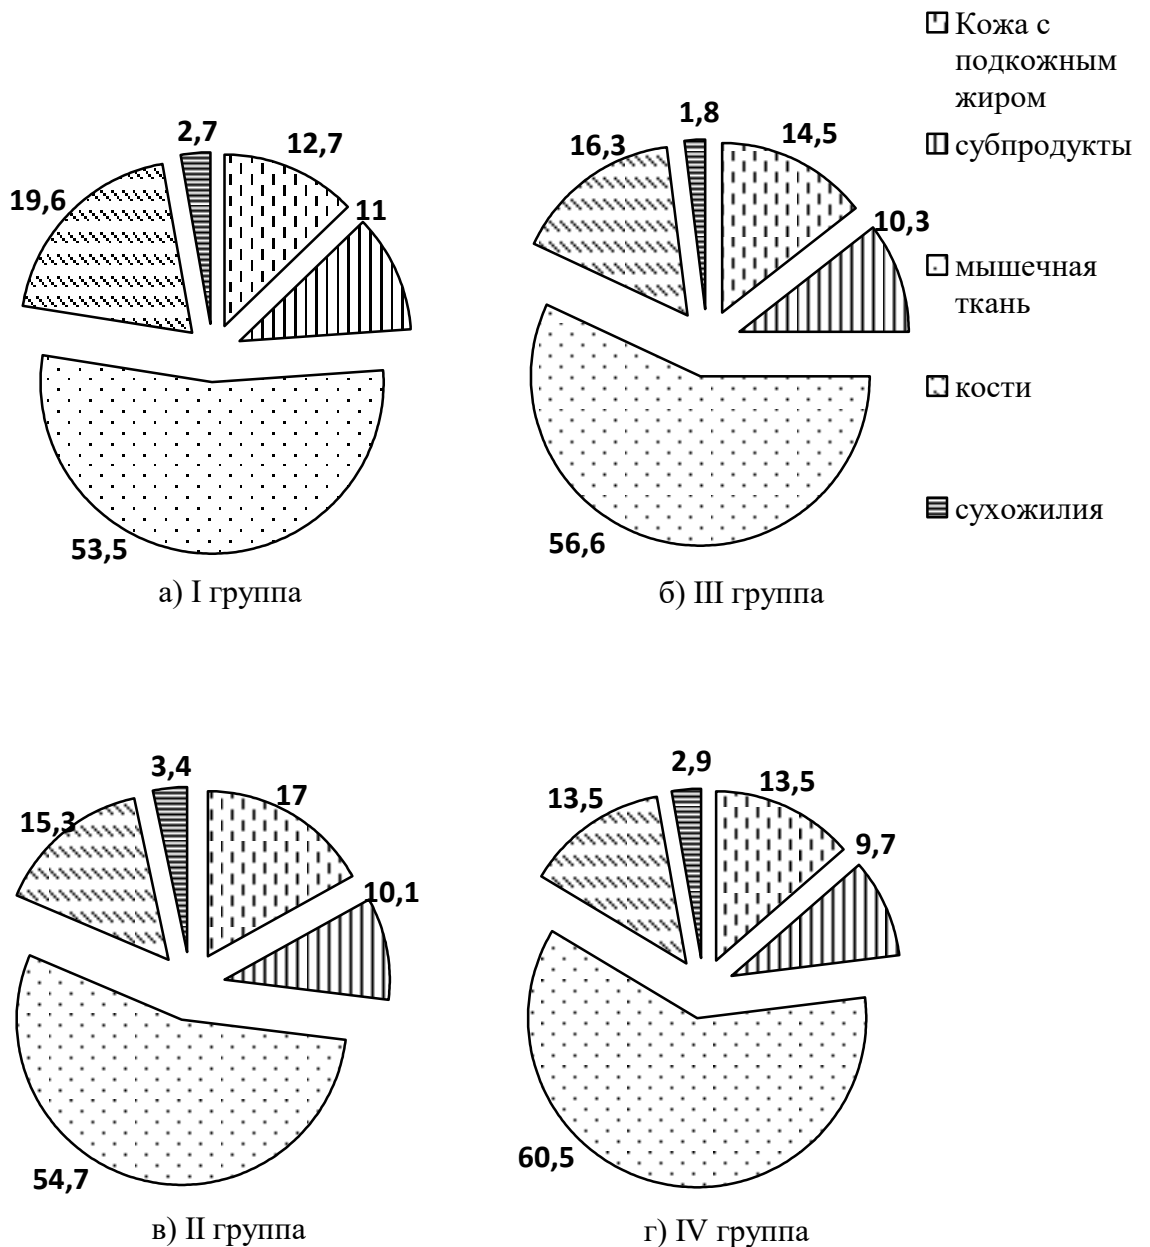 Кожа с
подкожным
жиром
субпродукты
мышечная
ткань
кости
сухожилия
2,7
12,7
19,6
11
53,5
а) I группа
1,8
14,5
16,3
10,3
56,6
б) III группа
3,4
17
15,3
10,1
54,7
в) II группа
2,9
13,5
13,5
9,7
60,5
г) IV группа